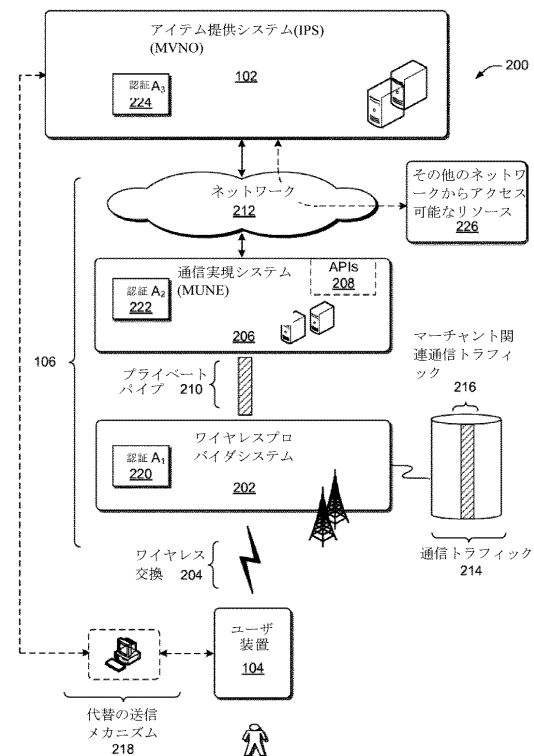 アイテム提供システム(IPS)
(MVNO)
102
認証A₃
224
200
ネットワーク
212
その他のネットワ
ークからアクセス
可能なリソース
226
通信実現システム
(MUNE)
APIs
208
認証A₂
222
206
106
プライベート
パイプ 210
マーチャント関
連通信トラフィ
ック
216
ワイヤレスプロ
バイダシステム
認証A₁
220
202
通信トラフィック
214
ワイヤレス
交換 204
ユーザ
装置
104
代替の送信
メカニズム
218